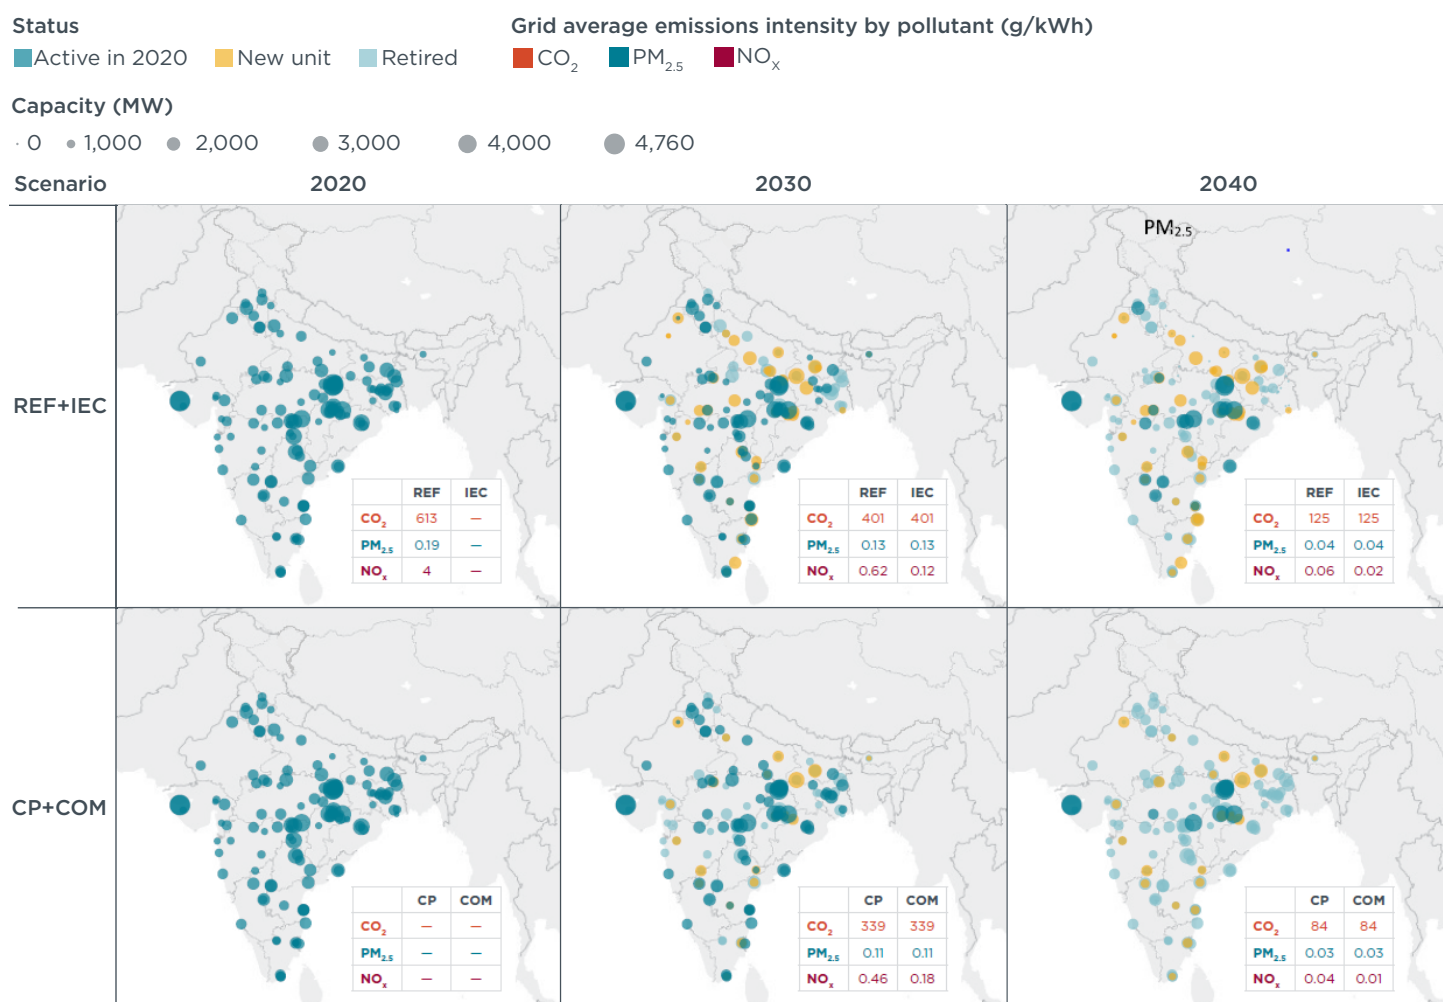 Status
Grid average emissions intensity by pollutant (g/kWh)
Active in 2020 New unit Retired
CO2 PM2.5 NOX
Capacity (MW)
0 1,000 2,000 3,000 4,000 4,760
Scenario 2020 2030 2040
PM2.5
REF+IEC
REF IEC
CO2 613 —
PM2.5 0.19 —
NOx 4 —
REF IEC
CO2 401 401
PM2.5 0.13 0.13
NOx 0.62 0.12
REF IEC
CO2 125 125
PM2.5 0.04 0.04
NOx 0.06 0.02
CP+COM
CP COM
CO2 — —
PM2.5 — —
NOx — —
CP COM
CO2 339 339
PM2.5 0.11 0.11
NOx 0.46 0.18
CP COM
CO2 84 84
PM2.5 0.03 0.03
NOx 0.04 0.01